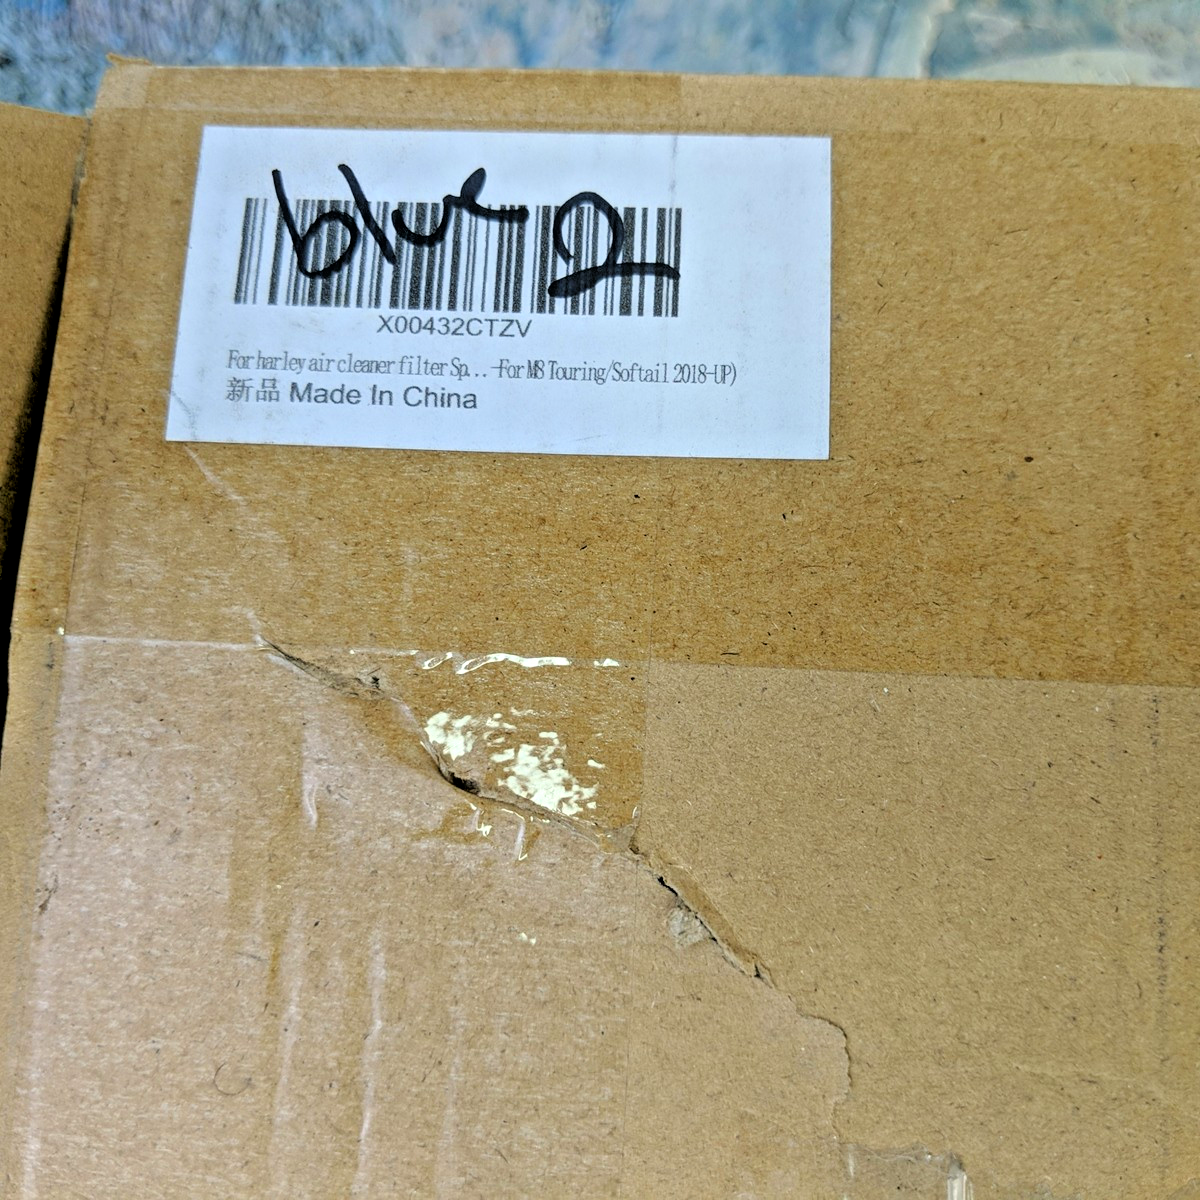 blue 2
X00432CTZV
For harley air cleaner filter Sp...-For M8 Touring/Softail 2018-UP)
新品 Made In China